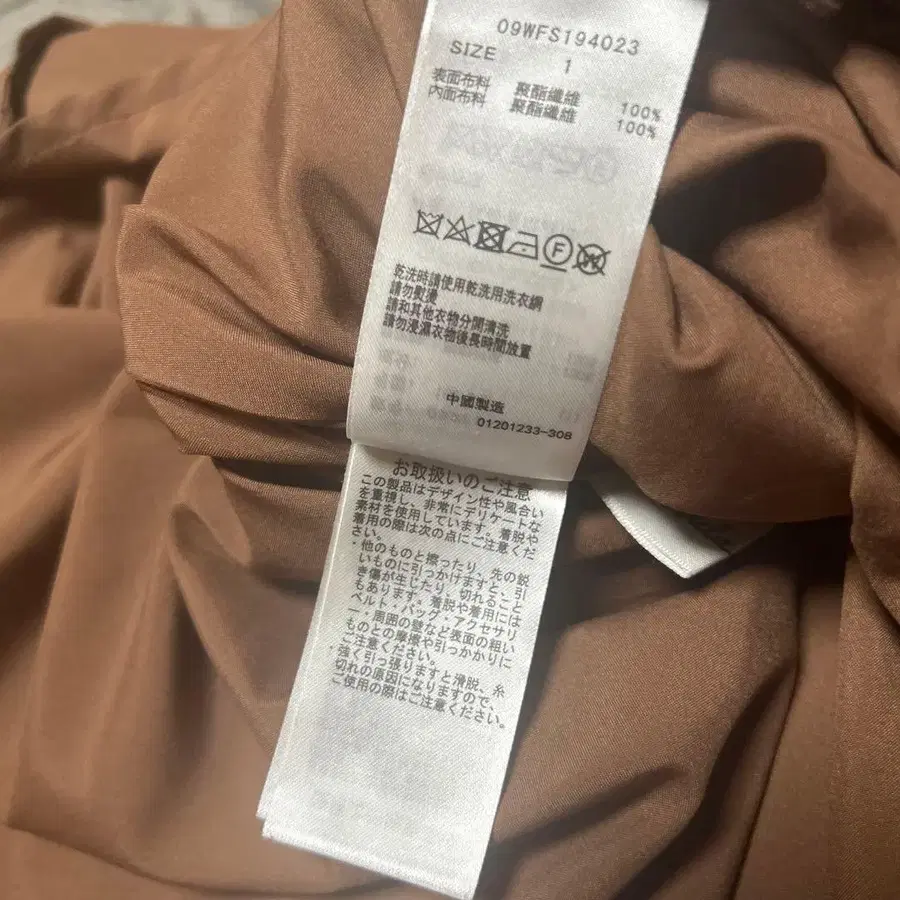 09WFS194023
SIZE 1
表面布料 聚酯纖維 100%
內面布料 聚酯纖維 100%
F
乾洗時請使用乾洗用洗衣網
請勿熨燙
請和其他衣物分開清洗
請勿浸濕衣物後長時間放置
中國製造
01201233-308
お取扱いのご注意
この製品はデザイン性や風合い
を重視し、非常にデリケートな
素材を使用しています。着脱や
着用の際は次の点にご注意くだ
さい。
・他のものと擦ったり、先の鋭
いものに引っかけますと、引
き傷が生じたり、切れること
もあります。着脱や着用には
ベルト・バッグ・アクセサリ
ー・周囲の壁など表面の粗い
ものとの摩擦や引っかかりに
ご注意ください。
・強く引っ張りますと滑脱、糸
切れの原因になりますので、
ご使用の際はご注意ください。